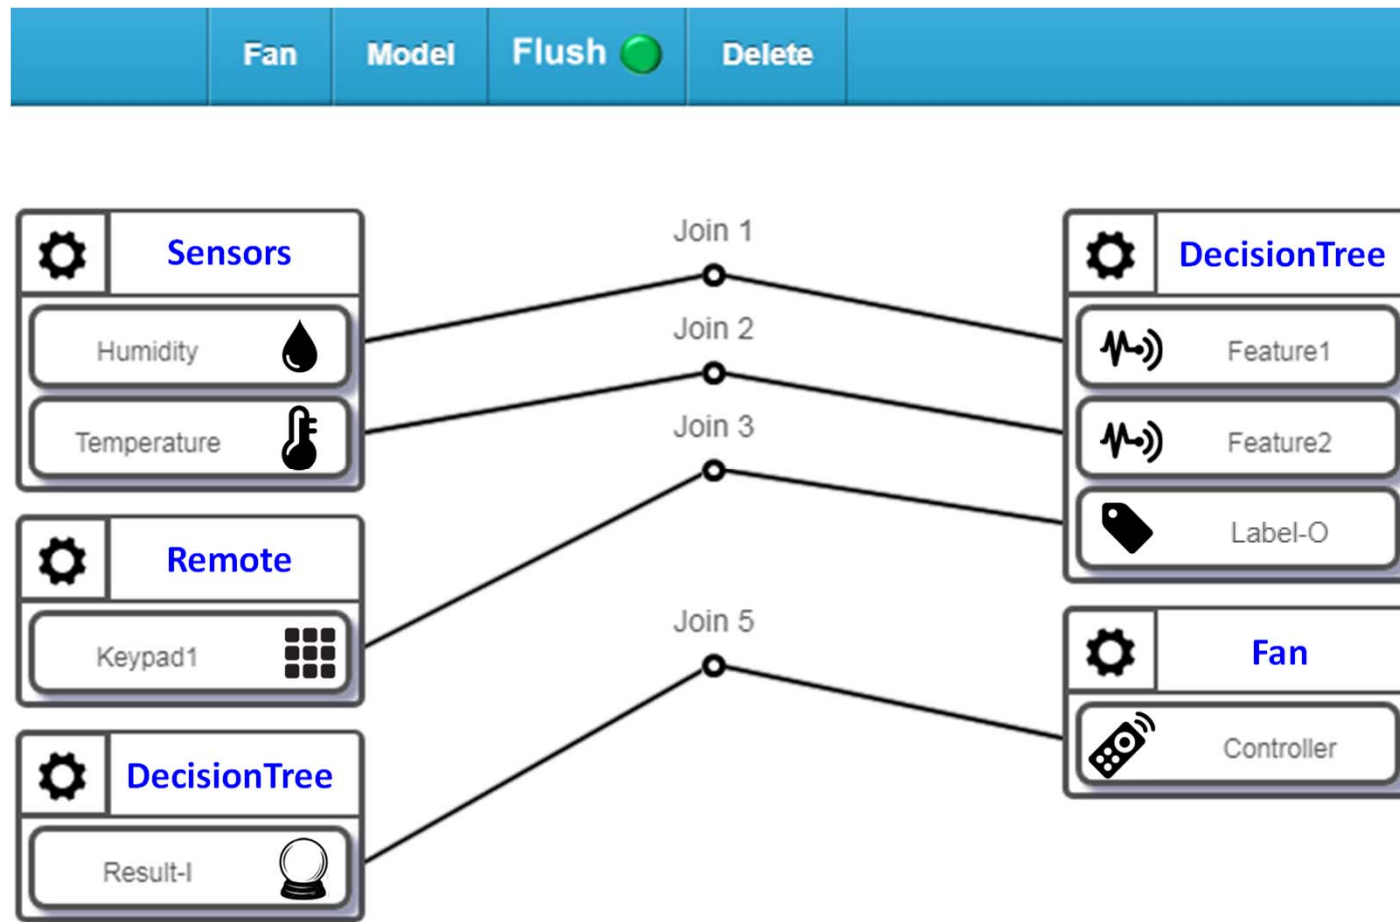 Fan Model Flush Delete
Sensors
Humidity
Temperature
Remote
Keypad1
DecisionTree
Result-I
Join 1
Join 2
Join 3
Join 5
DecisionTree
Feature1
Feature2
Label-O
Fan
Controller